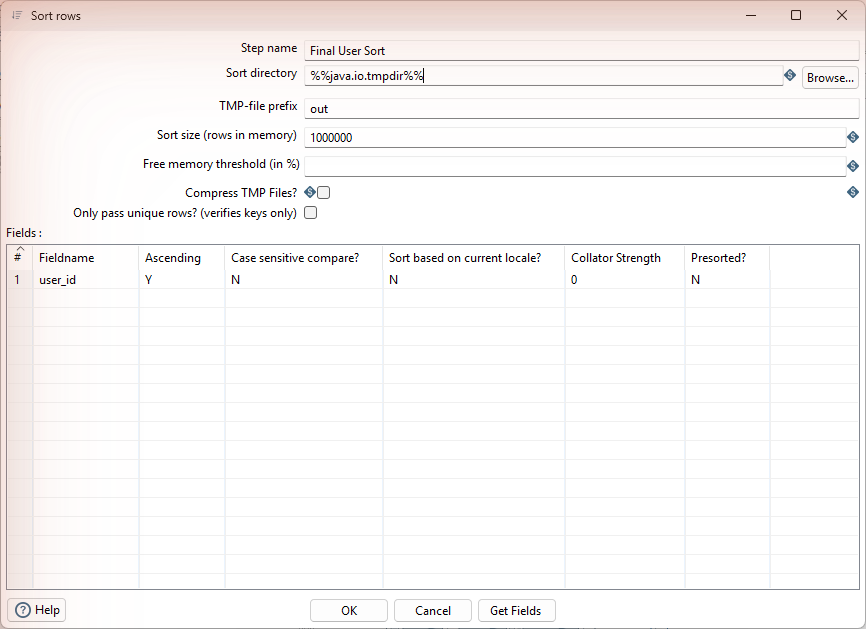 Sort rows
Step name Final User Sort
Sort directory %%java.io.tmpdir%% Browse...
TMP-file prefix out
Sort size (rows in memory) 1000000
Free memory threshold (in %)
Compress TMP Files?
Only pass unique rows? (verifies keys only)
Fields :
# Fieldname Ascending Case sensitive compare? Sort based on current locale? Collator Strength Presorted?
1 user_id Y N N 0 N
Help OK Cancel Get Fields